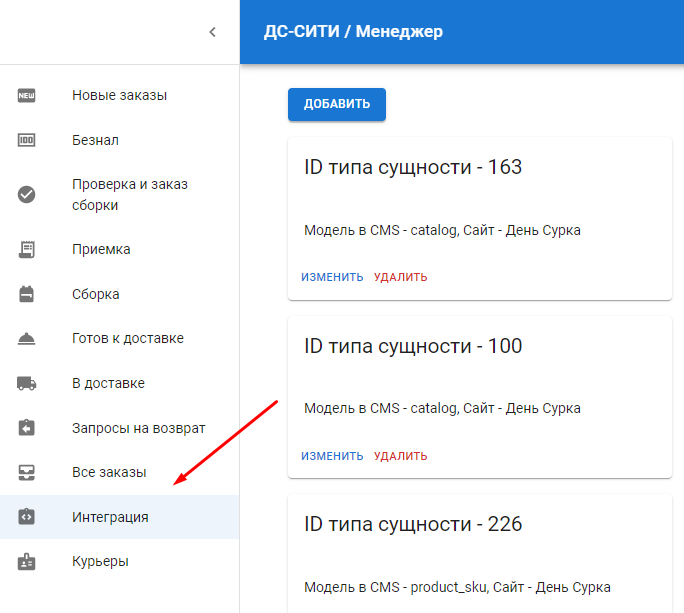 ДС-СИТИ / Менеджер
NEW
Новые заказы
100
Безнал
Проверка и заказ
сборки
Приемка
Сборка
Готов к доставке
В доставке
Запросы на возврат
Все заказы
Интеграция
Курьеры
ДОБАВИТЬ
ID типа сущности - 163
Модель в CMS - catalog, Сайт - День Сурка
ИЗМЕНИТЬ УДАЛИТЬ
ID типа сущности - 100
Модель в CMS - catalog, Сайт - День Сурка
ИЗМЕНИТЬ УДАЛИТЬ
ID типа сущности - 226
Модель в CMS - product_sku, Сайт - День Сурка